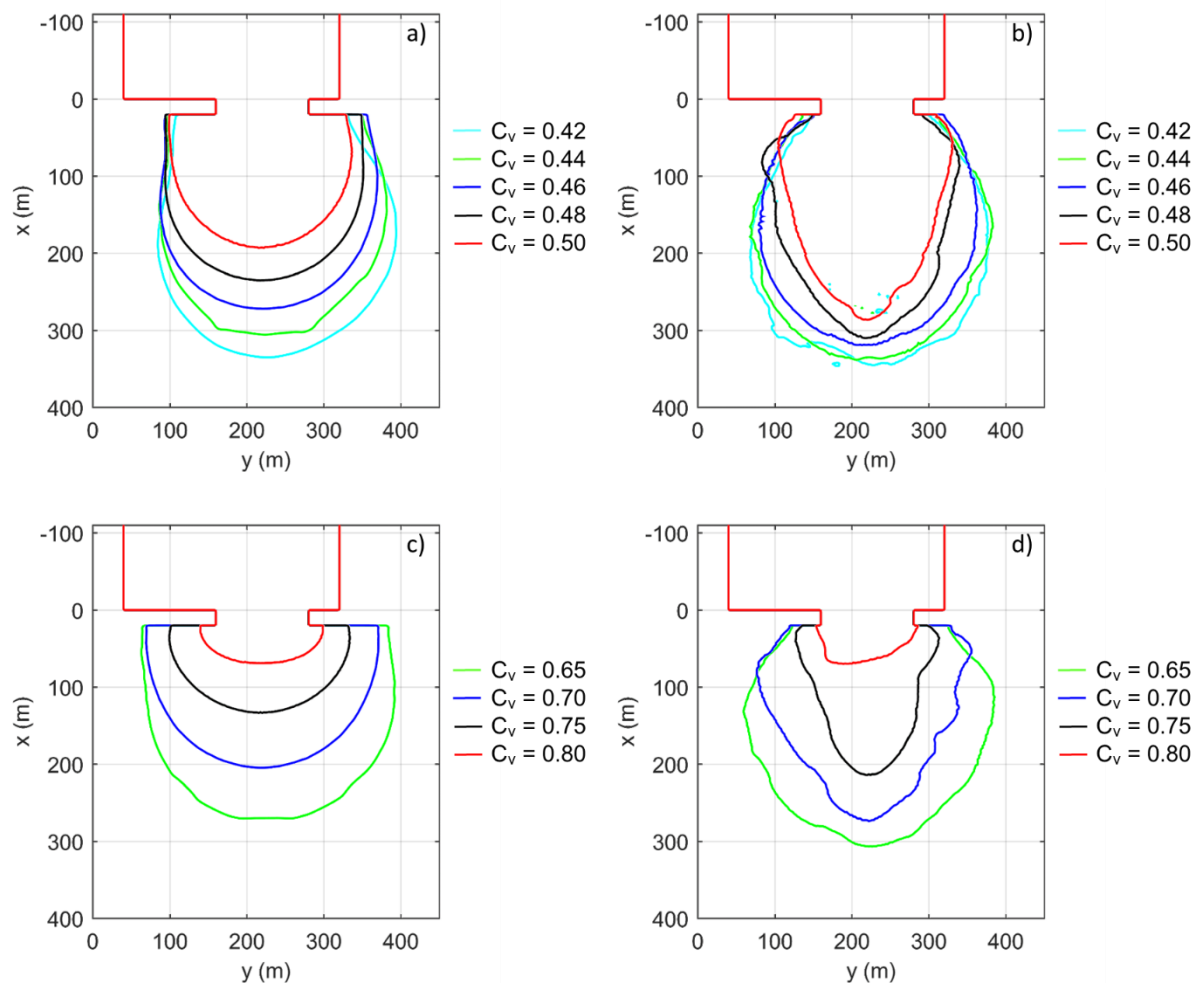 a)
-100
0
100
200
300
400
x (m)
0 100 200 300 400
y (m)
Cv = 0.42
Cv = 0.44
Cv = 0.46
Cv = 0.48
Cv = 0.50
b)
-100
0
100
200
300
400
x (m)
0 100 200 300 400
y (m)
Cv = 0.42
Cv = 0.44
Cv = 0.46
Cv = 0.48
Cv = 0.50
c)
-100
0
100
200
300
400
x (m)
0 100 200 300 400
y (m)
Cv = 0.65
Cv = 0.70
Cv = 0.75
Cv = 0.80
d)
-100
0
100
200
300
400
x (m)
0 100 200 300 400
y (m)
Cv = 0.65
Cv = 0.70
Cv = 0.75
Cv = 0.80